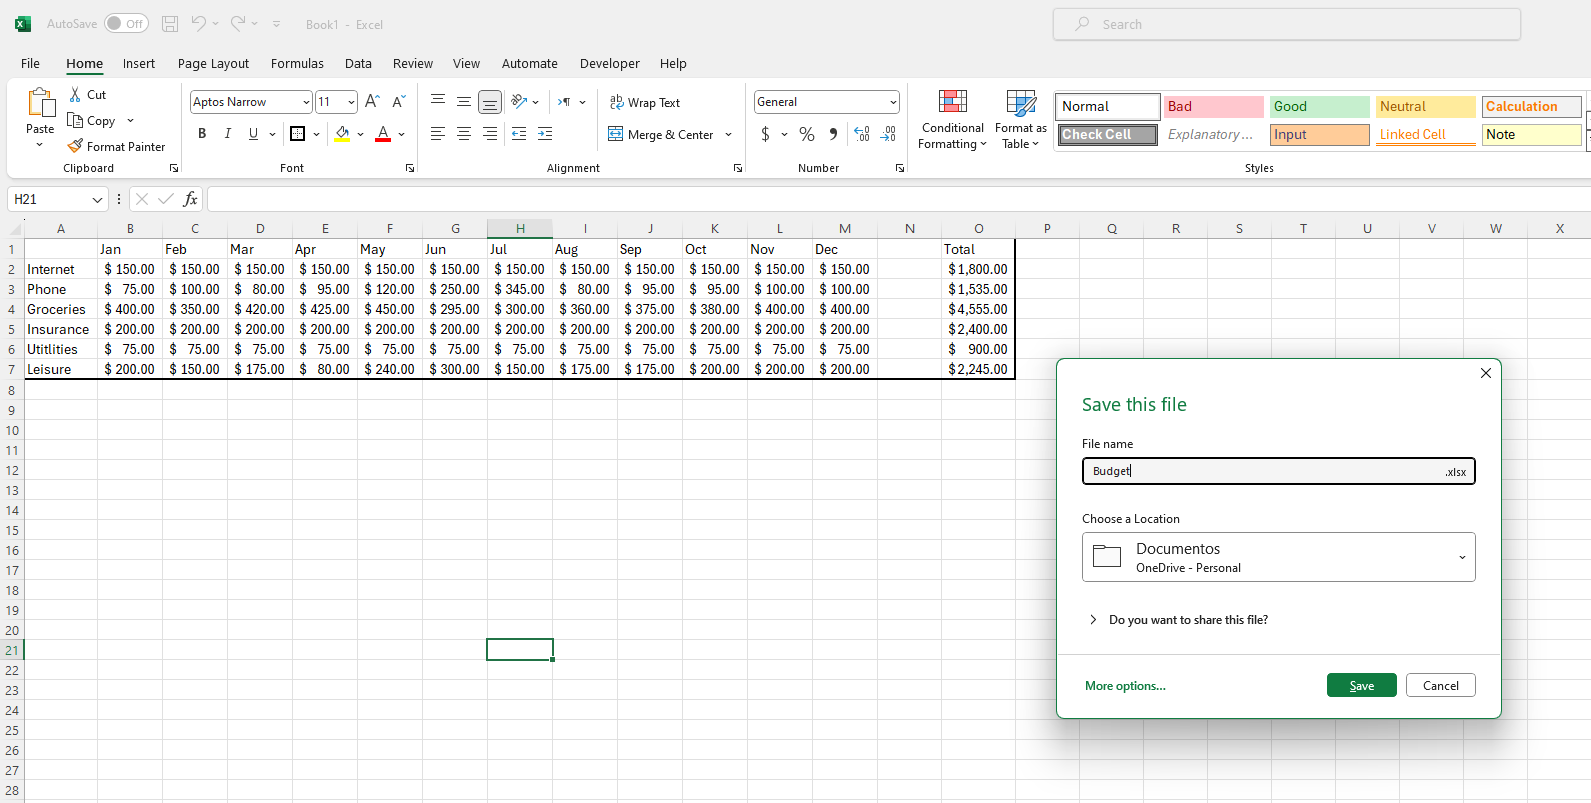 AutoSave Off Book1 - Excel Search
File Home Insert Page Layout Formulas Data Review View Automate Developer Help
Paste
Cut
Copy
Format Painter
Clipboard
Aptos Narrow 11 A A
B I U A
Font
Wrap Text
Merge & Center
Alignment
General
$ % 9 .00 .00
Number
Conditional Formatting
Format as Table
Normal Bad Good Neutral Calculation
Check Cell Explanatory ... Input Linked Cell Note
Styles
H21 fx
A B C D E F G H I J K L M N O P Q R S T U V W X
1 Jan Feb Mar Apr May Jun Jul Aug Sep Oct Nov Dec Total
2 Internet $ 150.00 $ 150.00 $ 150.00 $ 150.00 $ 150.00 $ 150.00 $ 150.00 $ 150.00 $ 150.00 $ 150.00 $ 150.00 $ 150.00 $1,800.00
3 Phone $ 75.00 $ 100.00 $ 80.00 $ 95.00 $ 120.00 $ 250.00 $ 345.00 $ 80.00 $ 95.00 $ 95.00 $ 100.00 $ 100.00 $1,535.00
4 Groceries $ 400.00 $ 350.00 $ 420.00 $ 425.00 $ 450.00 $ 295.00 $ 300.00 $ 360.00 $ 375.00 $ 380.00 $ 400.00 $ 400.00 $4,555.00
5 Insurance $ 200.00 $ 200.00 $ 200.00 $ 200.00 $ 200.00 $ 200.00 $ 200.00 $ 200.00 $ 200.00 $ 200.00 $ 200.00 $ 200.00 $2,400.00
6 Utitlities $ 75.00 $ 75.00 $ 75.00 $ 75.00 $ 75.00 $ 75.00 $ 75.00 $ 75.00 $ 75.00 $ 75.00 $ 75.00 $ 75.00 $ 900.00
7 Leisure $ 200.00 $ 150.00 $ 175.00 $ 80.00 $ 240.00 $ 300.00 $ 150.00 $ 175.00 $ 175.00 $ 200.00 $ 200.00 $ 200.00 $2,245.00
8
9
10
11
12
13
14
15
16
17
18
19
20
21
22
23
24
25
26
27
28
Save this file
File name
Budget .xlsx
Choose a Location
Documentos
OneDrive - Personal
Do you want to share this file?
More options... Save Cancel